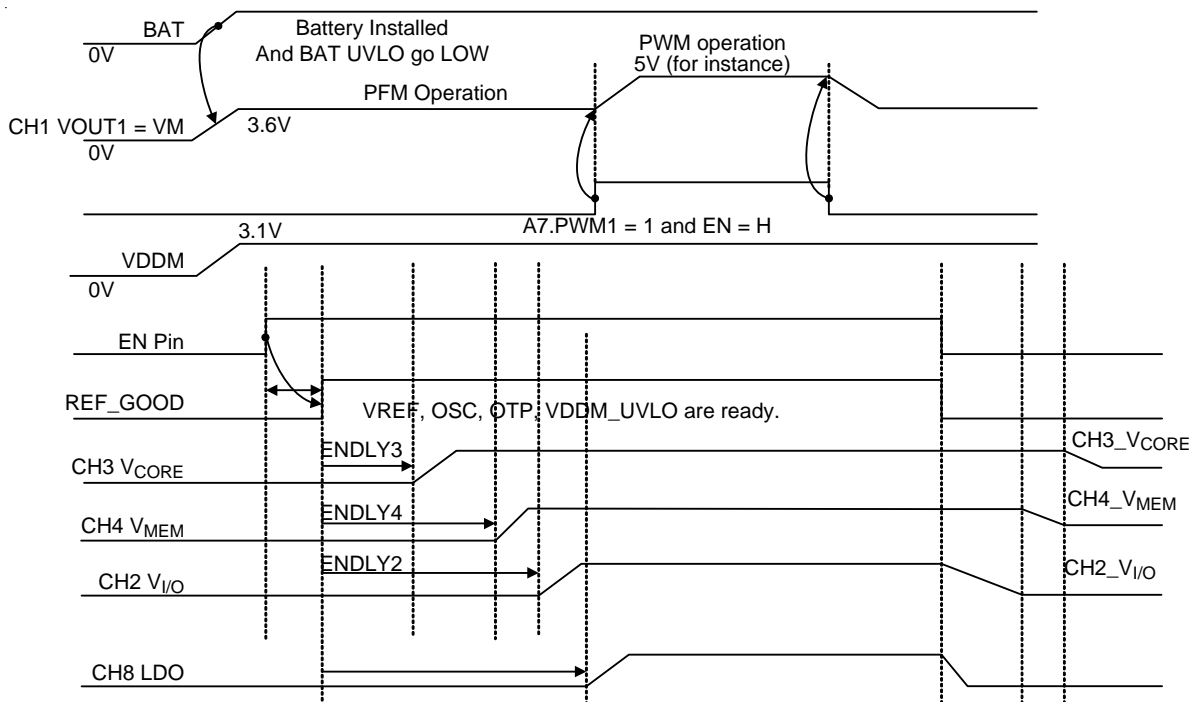 BAT
0V
Battery Installed
And BAT UVLO go LOW
PWM operation
5V (for instance)
PFM Operation
CH1 VOUT1 = VM
3.6V
0V
A7.PWM1 = 1 and EN = H
3.1V
VDDM
0V
EN Pin
REF_GOOD
VREF, OSC, OTP, VDDM_UVLO are ready.
ENDLY3
CH3 VCORE
CH3_VCORE
ENDLY4
CH4 VMEM
CH4_VMEM
ENDLY2
CH2 VI/O
CH2_VI/O
CH8 LDO